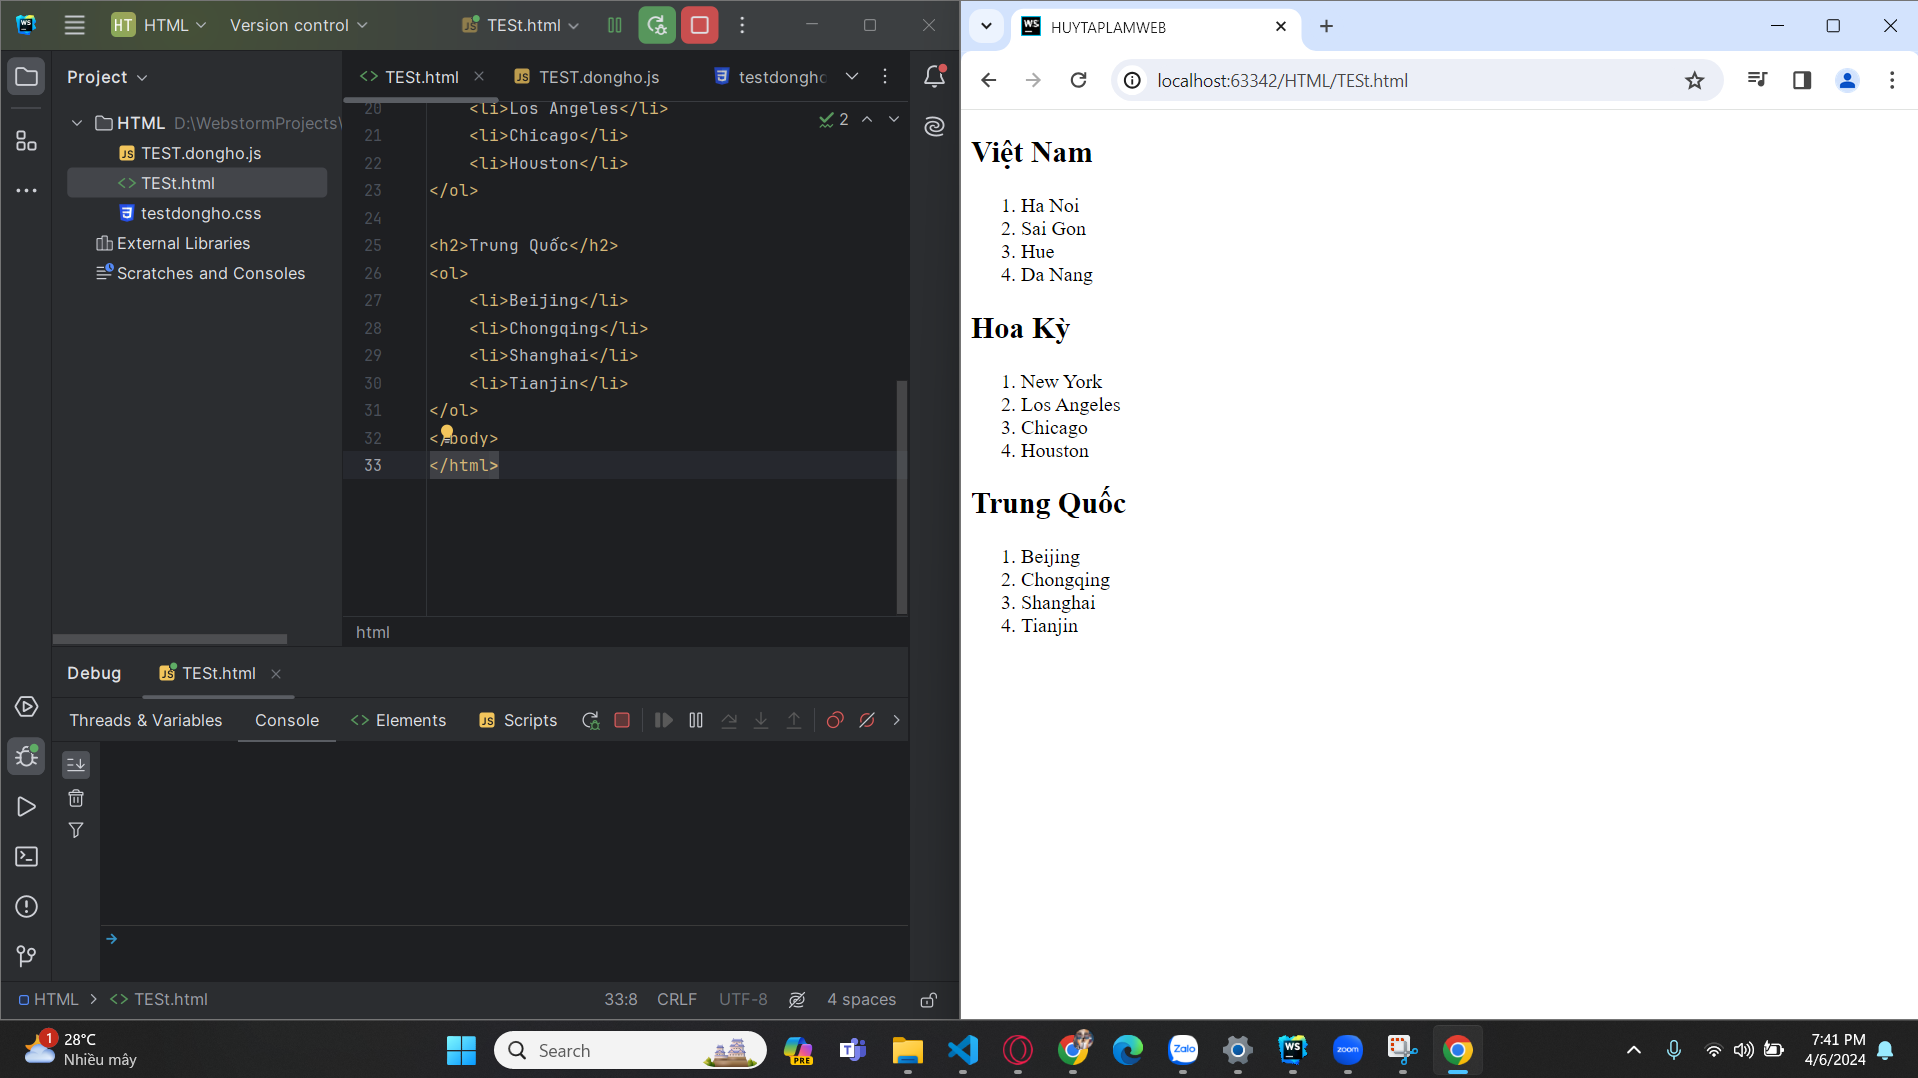 HT HTML
Version control
TESt.html
Project
TESt.html
TEST.dongho.js
testdongho
HTML D:\WebstormProjects\
TEST.dongho.js
TESt.html
testdongho.css
External Libraries
Scratches and Consoles
2
20 <li>Los Angeles</li>
21 <li>Chicago</li>
22 <li>Houston</li>
23 </ol>
24
25 <h2>Trung Quốc</h2>
26 <ol>
27 <li>Beijing</li>
28 <li>Chongqing</li>
29 <li>Shanghai</li>
30 <li>Tianjin</li>
31 </ol>
32 </body>
33 </html>
html
Debug
TESt.html
Threads & Variables
Console
Elements
Scripts
HTML
TESt.html
33:8
CRLF
UTF-8
4 spaces
HUYTAPLAMWEB
localhost:63342/HTML/TESt.html
Việt Nam
1. Ha Noi
2. Sai Gon
3. Hue
4. Da Nang
Hoa Kỳ
1. New York
2. Los Angeles
3. Chicago
4. Houston
Trung Quốc
1. Beijing
2. Chongqing
3. Shanghai
4. Tianjin
1
28°C
Nhiều mây
Search
PRE
Zalo
WS
zoom
7:41 PM
4/6/2024